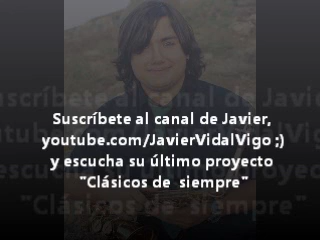 Suscríbete al canal de Javier,
youtube.com/JavierVidalVigo ;)
y escucha su último proyecto
"Clásicos de siempre"